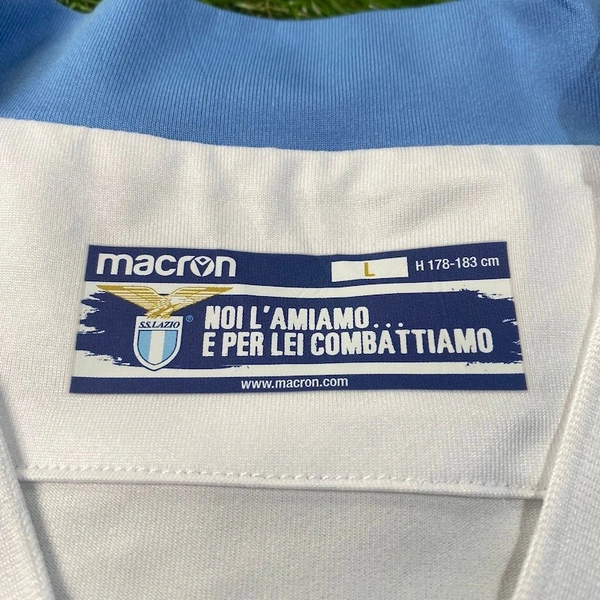 macron
L
H 178-183 cm
S.S.LAZIO ®
NOI L'AMIAMO...
E PER LEI COMBATTIAMO
www.macron.com